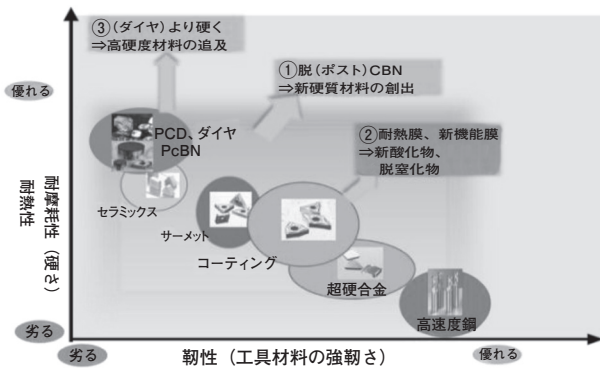 ③(ダイヤ)より硬く
⇒高硬度材料の追及
①脱(ポスト)CBN
⇒新硬質材料の創出
優れる
②耐熱膜、新機能膜
⇒新酸化物、
脱窒化物
PCD、ダイヤ
PcBN
セラミックス
サーメット
コーティング
超硬合金
高速度鋼
耐摩耗性(硬さ)
耐熱性
劣る
劣る
靭性(工具材料の強靭さ)
優れる